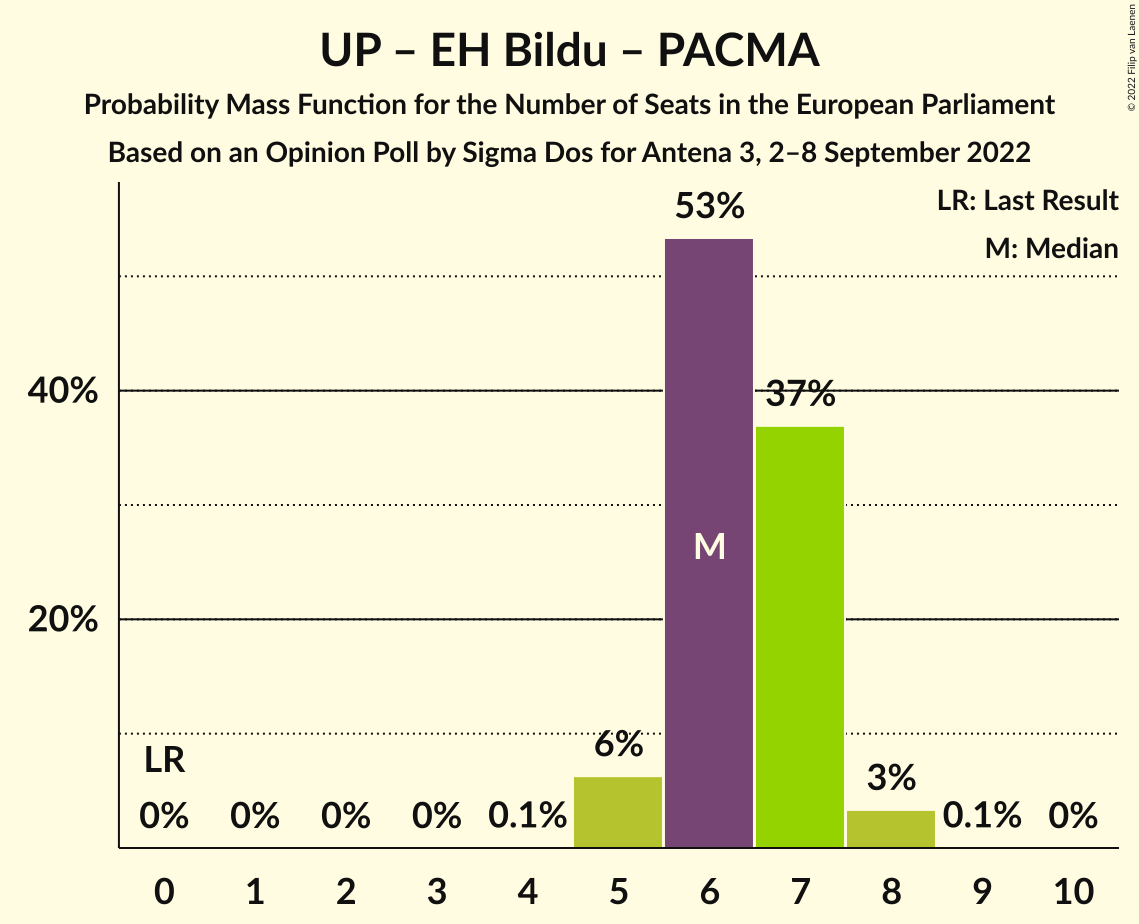 UP – EH Bildu – PACMA
Probability Mass Function for the Number of Seats in the European Parliament
Based on an Opinion Poll by Sigma Dos for Antena 3, 2–8 September 2022
© 2022 Filip van Laenen
LR: Last Result
M: Median
53%
40%
37%
M
20%
6%
LR
3%
0% 0% 0% 0% 0.1% 0.1% 0%
0 1 2 3 4 5 6 7 8 9 10